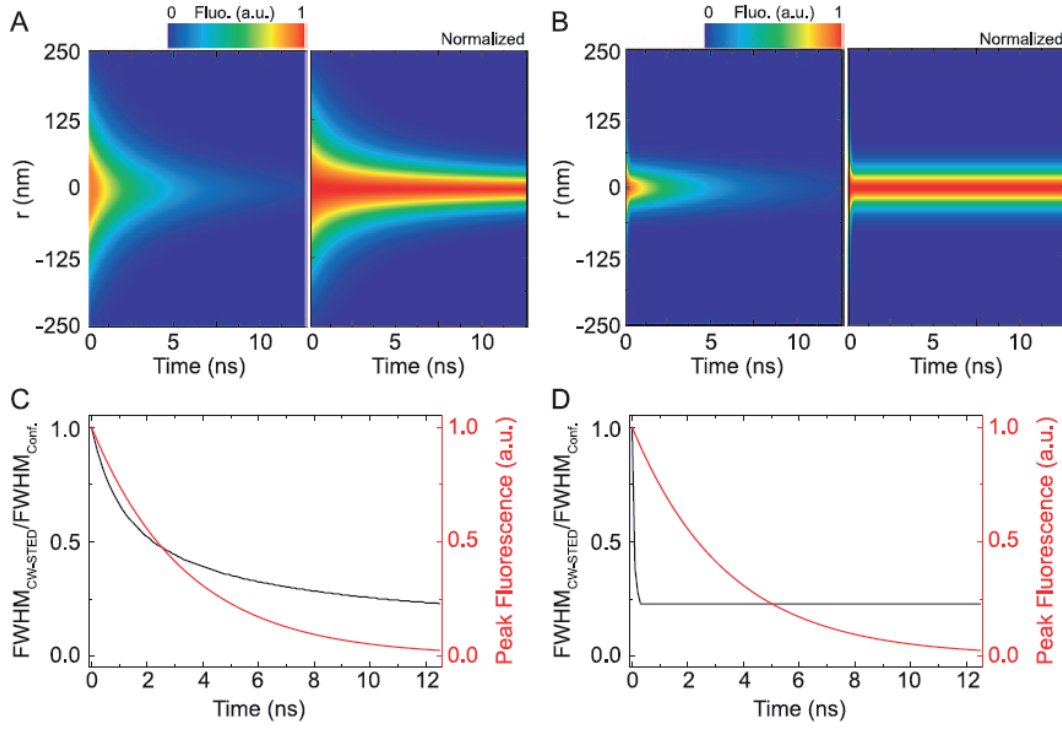 A
0 Fluo. (a.u.) 1
Normalized
250
125
0
-125
-250
r (nm)
0 5 10 0 5 10
Time (ns) Time (ns)
B
0 Fluo. (a.u.) 1
Normalized
250
125
0
-125
-250
r (nm)
0 5 10 0 5 10
Time (ns) Time (ns)
C
1.0
0.5
0.0
FWHM_CW-STED/FWHM_Conf.
1.0
0.5
0.0
Peak Fluorescence (a.u.)
0 2 4 6 8 10 12
Time (ns)
D
1.0
0.5
0.0
FWHM_CW-STED/FWHM_Conf.
1.0
0.5
0.0
Peak Fluorescence (a.u.)
0 2 4 6 8 10 12
Time (ns)